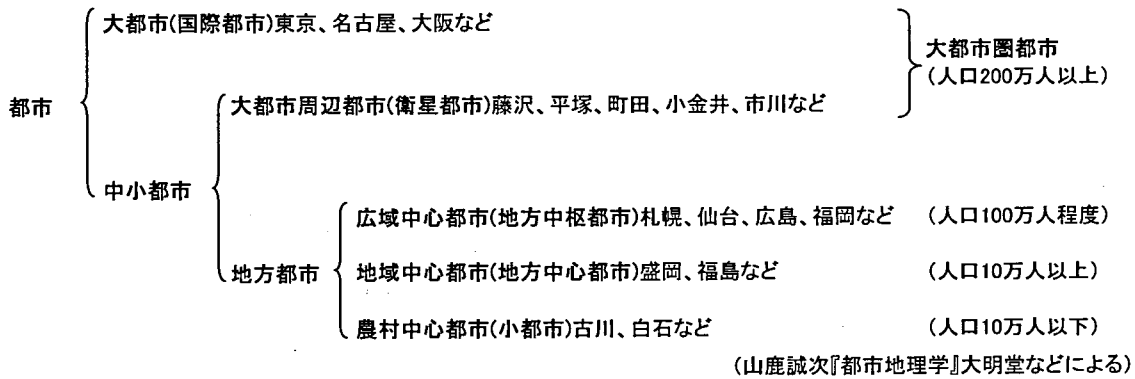 大都市(国際都市)東京、名古屋、大阪など
大都市圏都市
(人口200万人以上)
都市
大都市周辺都市(衛星都市)藤沢、平塚、町田、小金井、市川など
中小都市
広域中心都市(地方中枢都市)札幌、仙台、広島、福岡など (人口100万人程度)
地方都市
地域中心都市(地方中心都市)盛岡、福島など (人口10万人以上)
農村中心都市(小都市)古川、白石など (人口10万人以下)
(山鹿誠次『都市地理学』大明堂などによる)